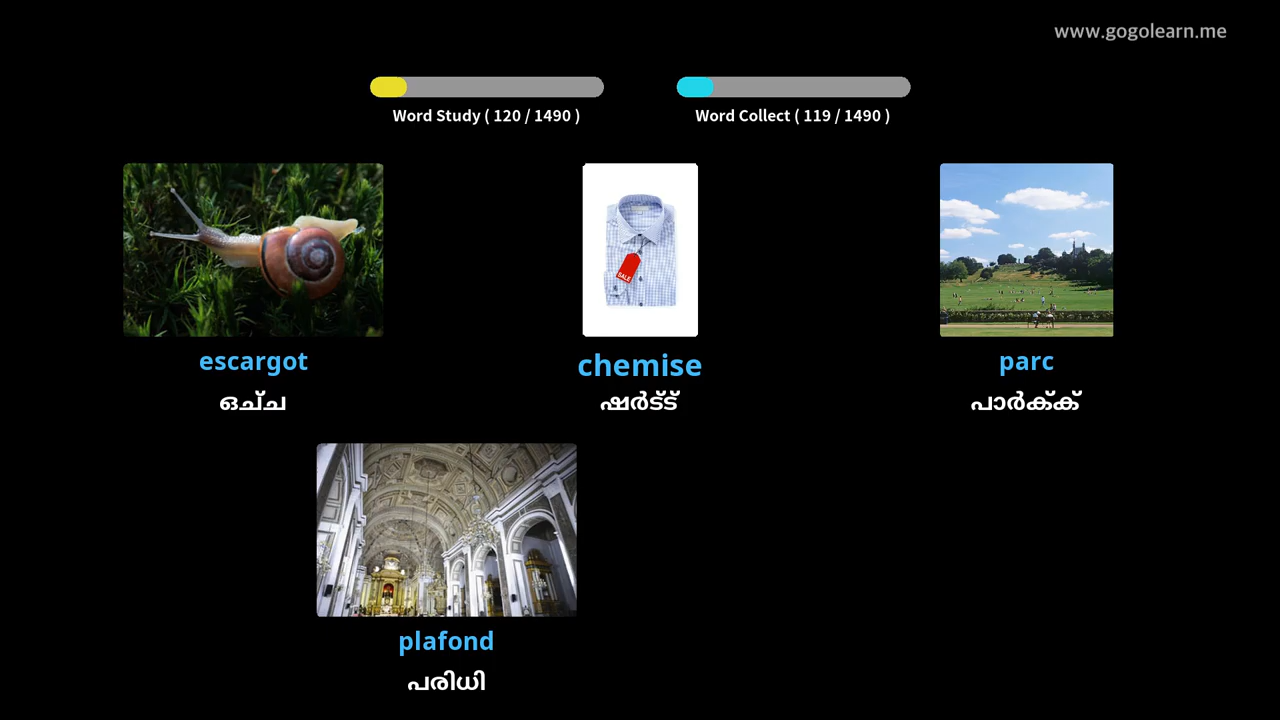 www.gogolearn.me
Word Study ( 120 / 1490 )
Word Collect ( 119 / 1490 )
SALE
escargot
chemise
parc
ഒച്ച
ഷർട്ട്
പാർക്ക്
plafond
പരിധി